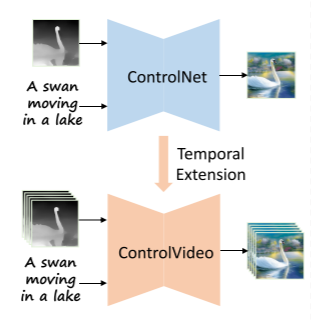 ControlNet
A swan
moving
in a lake
Temporal
Extension
ControlVideo
A swan
moving
in a lake